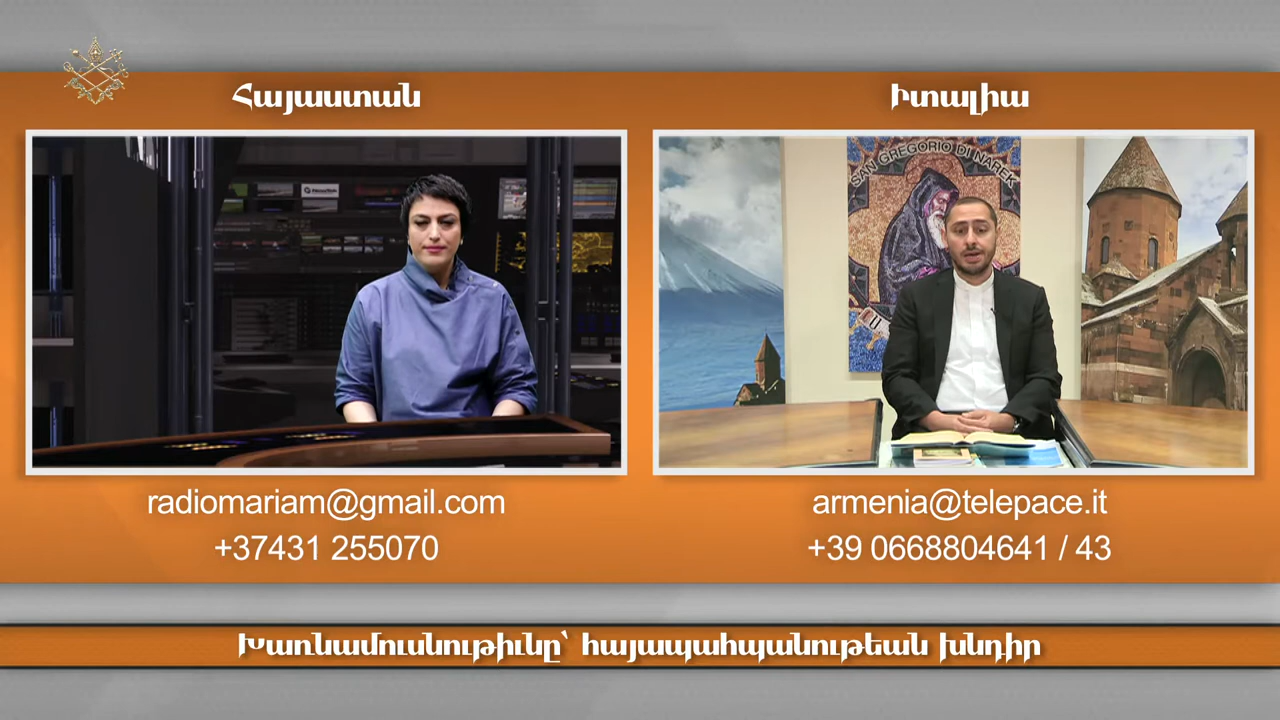 Հայաստան
Իտալիա
SAN GREGORIO DI NAREK
radiomariam@gmail.com
armenia@telepace.it
+37431 255070
+39 0668804641 / 43
Խառնամուսնութիւնը՝ հայապահպանութեան խնդիր